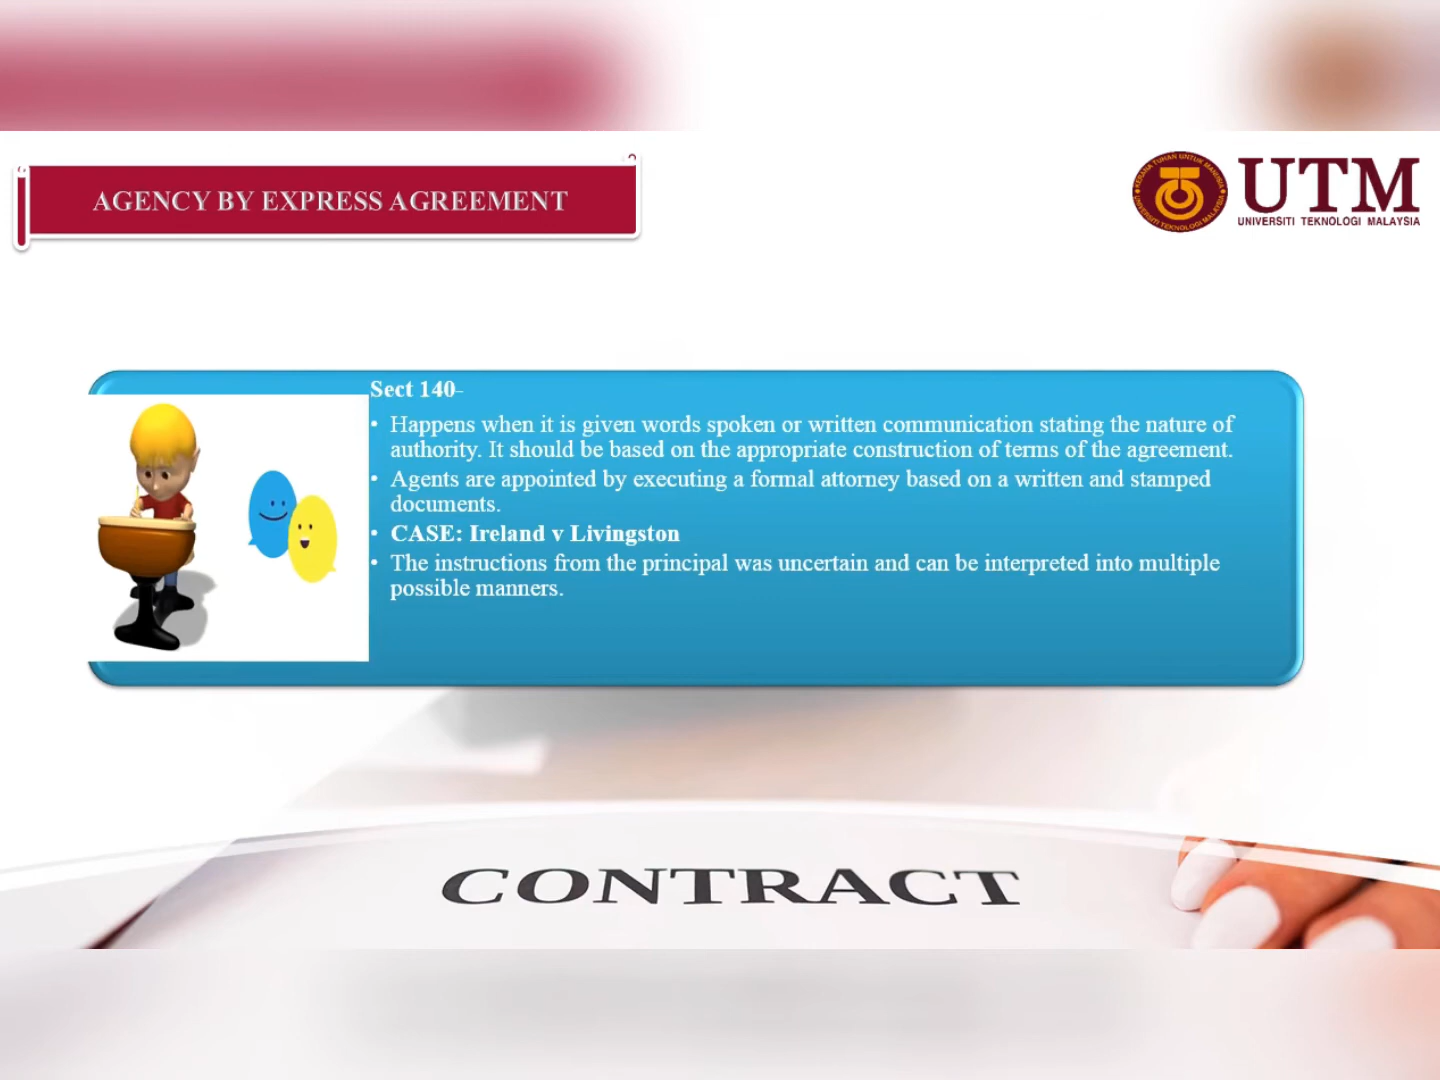 AGENCY BY EXPRESS AGREEMENT
UTM
UNIVERSITI TEKNOLOGI MALAYSIA
Sect 140–
• Happens when it is given words spoken or written communication stating the nature of
authority. It should be based on the appropriate construction of terms of the agreement.
• Agents are appointed by executing a formal attorney based on a written and stamped
documents.
• CASE: Ireland v Livingston
• The instructions from the principal was uncertain and can be interpreted into multiple
possible manners.
CONTRACT